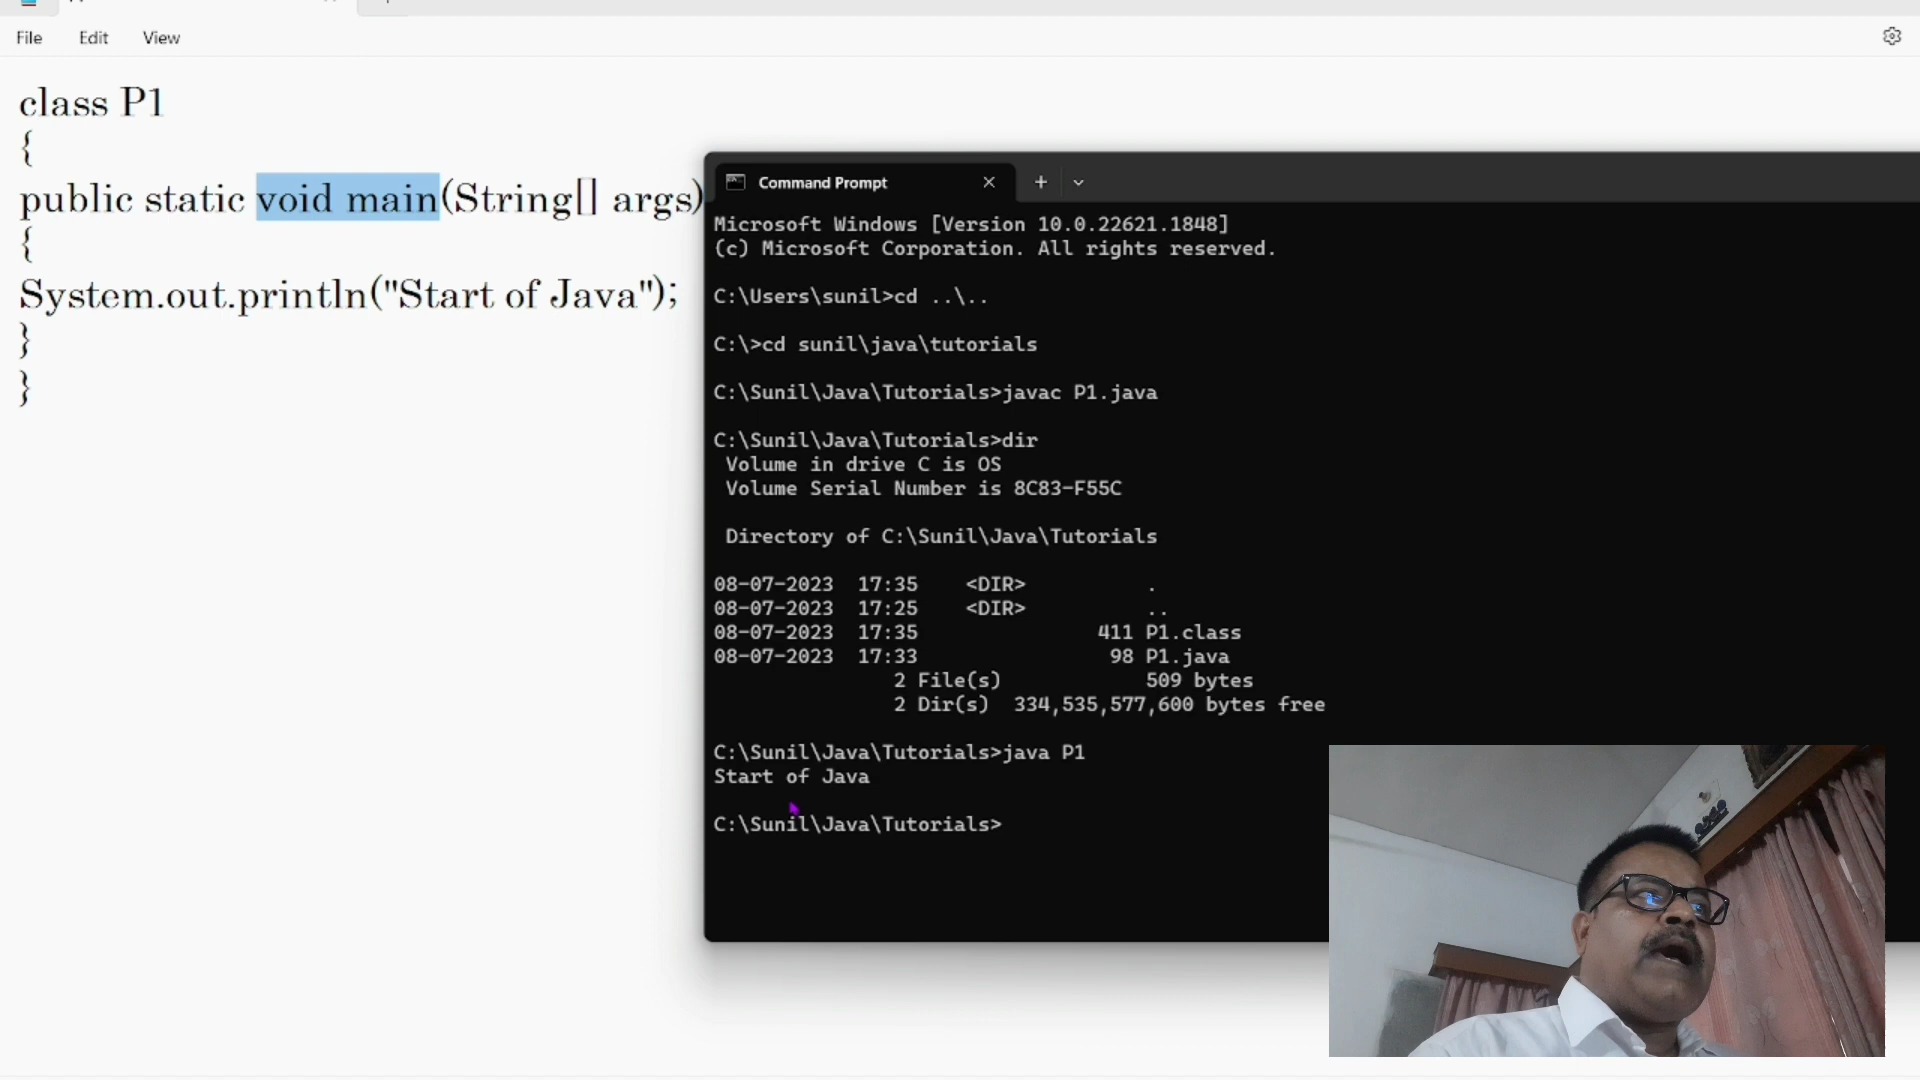 File Edit View
class P1
{
public static void main(String[] args)
{
System.out.println("Start of Java");
}
}
Command Prompt
Microsoft Windows [Version 10.0.22621.1848]
(c) Microsoft Corporation. All rights reserved.
C:\Users\sunil>cd ..\..
C:\>cd sunil\java\tutorials
C:\Sunil\Java\Tutorials>javac P1.java
C:\Sunil\Java\Tutorials>dir
Volume in drive C is OS
Volume Serial Number is 8C83-F55C
Directory of C:\Sunil\Java\Tutorials
08-07-2023 17:35 <DIR> .
08-07-2023 17:25 <DIR> ..
08-07-2023 17:35 411 P1.class
08-07-2023 17:33 98 P1.java
2 File(s) 509 bytes
2 Dir(s) 334,535,577,600 bytes free
C:\Sunil\Java\Tutorials>java P1
Start of Java
C:\Sunil\Java\Tutorials>